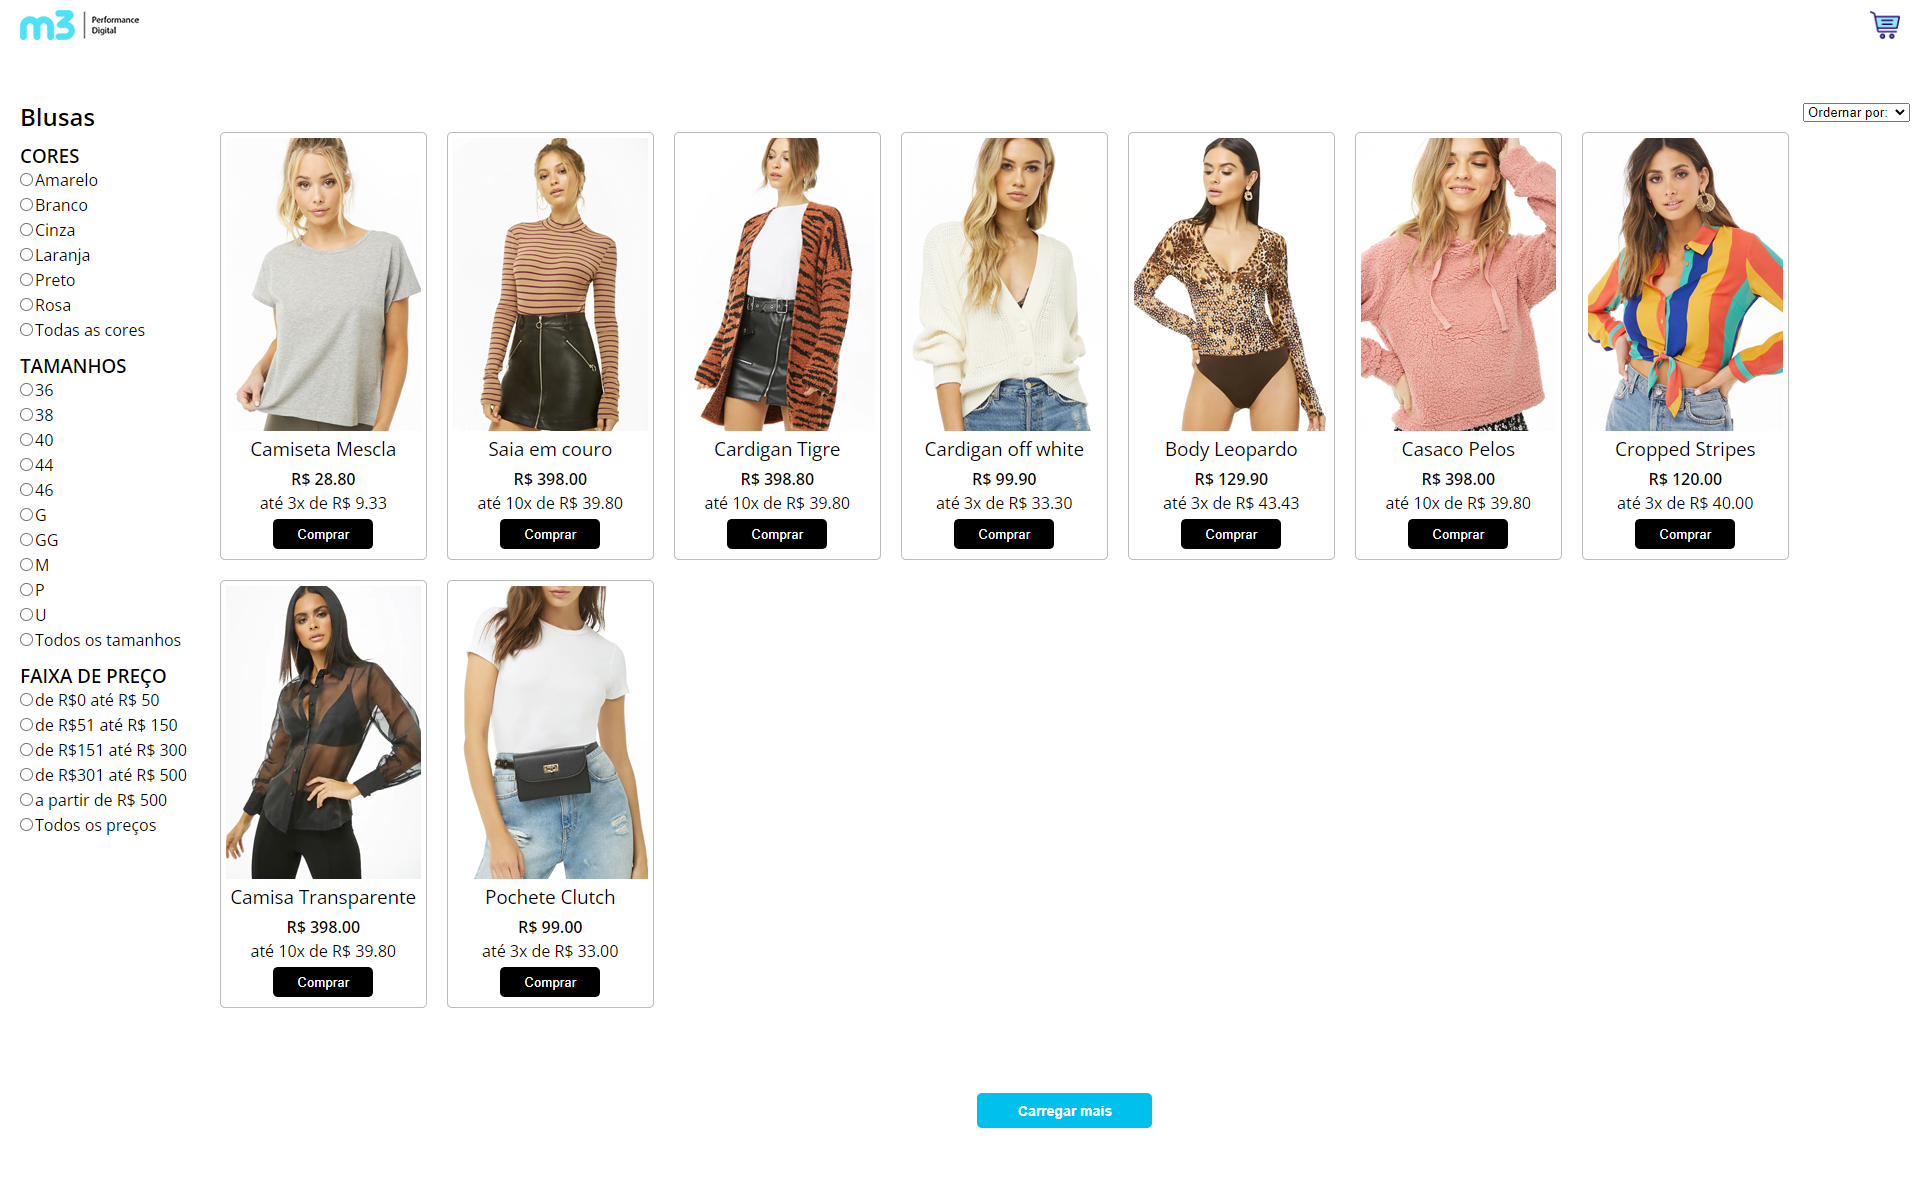 m3 Performance
Digital
Blusas
Ordernar por:
CORES
Amarelo
Branco
Cinza
Laranja
Preto
Rosa
Todas as cores
TAMANHOS
36
38
40
44
46
G
GG
M
P
U
Todos os tamanhos
FAIXA DE PREÇO
de R$0 até R$ 50
de R$51 até R$ 150
de R$151 até R$ 300
de R$301 até R$ 500
a partir de R$ 500
Todos os preços
Camiseta Mescla
R$ 28.80
até 3x de R$ 9.33
Comprar
Saia em couro
R$ 398.00
até 10x de R$ 39.80
Comprar
Cardigan Tigre
R$ 398.80
até 10x de R$ 39.80
Comprar
Cardigan off white
R$ 99.90
até 3x de R$ 33.30
Comprar
Body Leopardo
R$ 129.90
até 3x de R$ 43.43
Comprar
Casaco Pelos
R$ 398.00
até 10x de R$ 39.80
Comprar
Cropped Stripes
R$ 120.00
até 3x de R$ 40.00
Comprar
Camisa Transparente
R$ 398.00
até 10x de R$ 39.80
Comprar
Pochete Clutch
R$ 99.00
até 3x de R$ 33.00
Comprar
Carregar mais